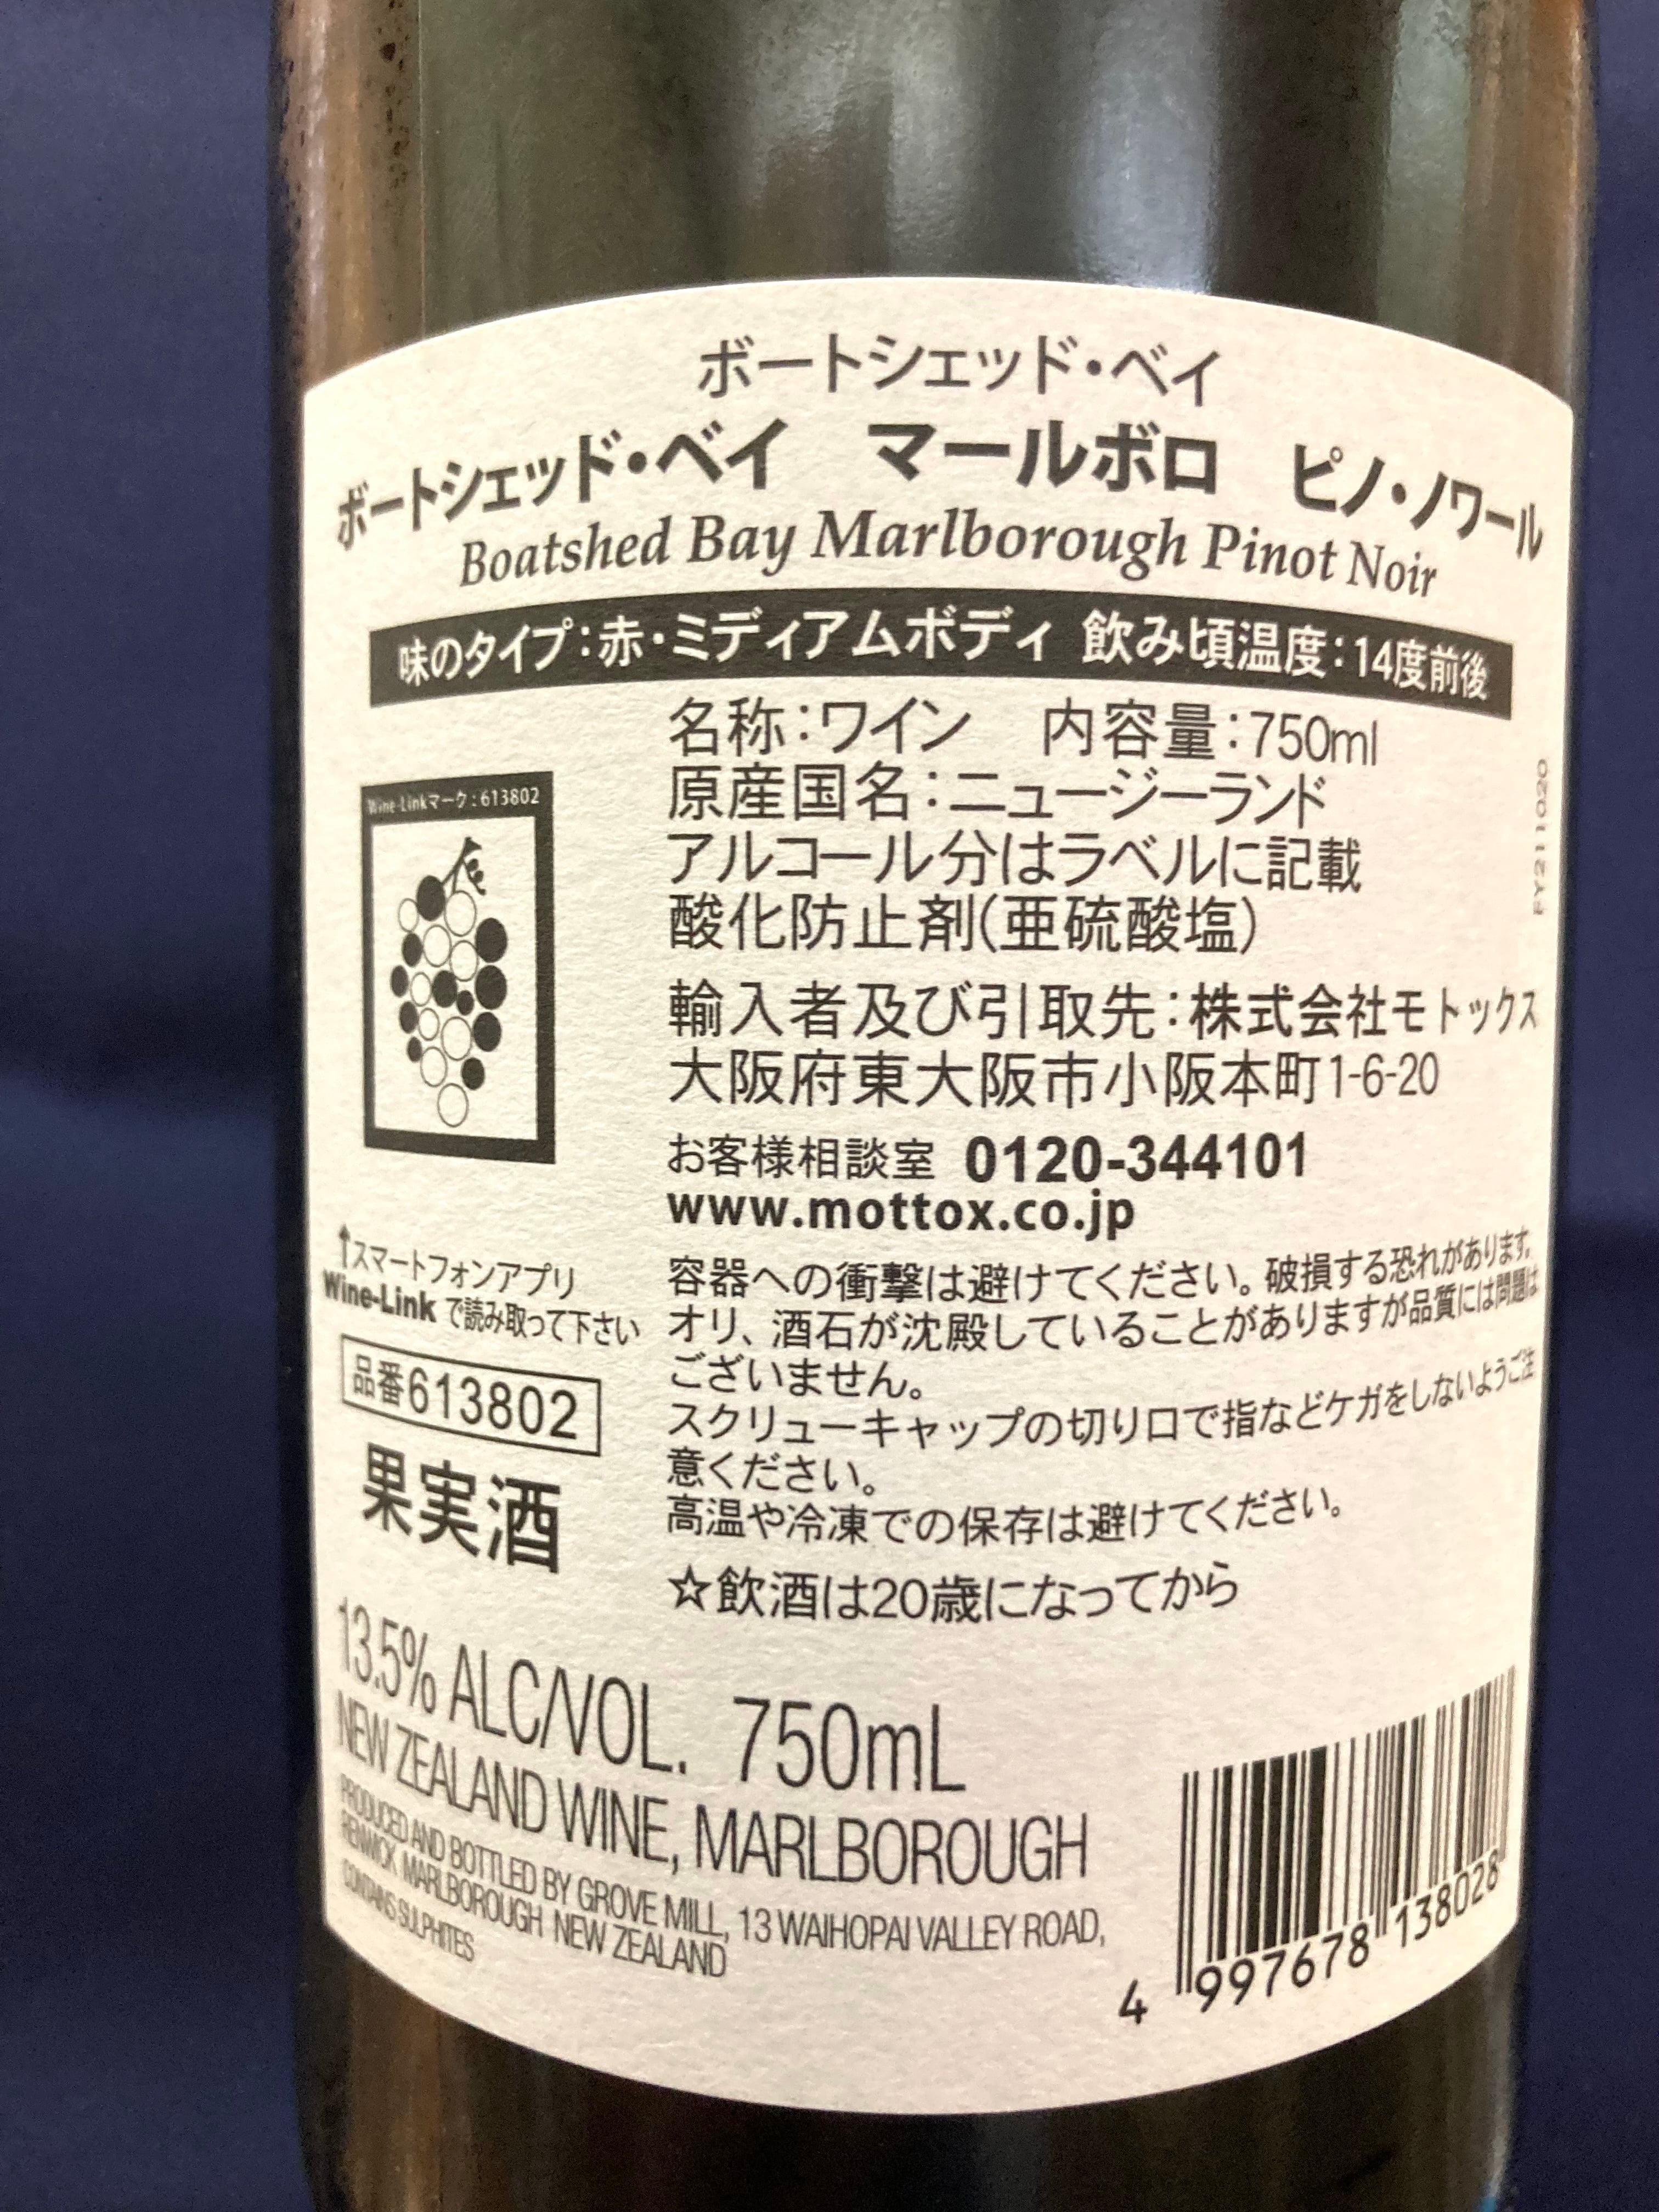 ボートシェッド・ベイ
ボートシェッド・ベイ　マールボロ　ピノ・ノワール
Boatshed Bay Marlborough Pinot Noir
味のタイプ：赤・ミディアムボディ 飲み頃温度：14度前後
名称：ワイン　内容量：750ml
原産国名：ニュージーランド
アルコール分はラベルに記載
酸化防止剤（亜硫酸塩）
輸入者及び引取先：株式会社モトックス
大阪府東大阪市小阪本町1-6-20
お客様相談室 0120-344101
www.mottox.co.jp
容器への衝撃は避けてください。破損する恐れがあります。
オリ、酒石が沈殿していることがありますが品質には問題は
ございません。
スクリューキャップの切り口で指などケガをしないようご注
意ください。
高温や冷凍での保存は避けてください。
☆飲酒は20歳になってから
Wine-Linkマーク：613802
↑スマートフォンアプリ
Wine-Link で読み取って下さい
品番613802
果実酒
13.5% ALC/VOL. 750mL
NEW ZEALAND WINE, MARLBOROUGH
PRODUCED AND BOTTLED BY GROVE MILL, 13 WAIHOPAI VALLEY ROAD,
RENWICK MARLBOROUGH NEW ZEALAND
CONTAINS SULPHITES
4 997678 138028
FY211020